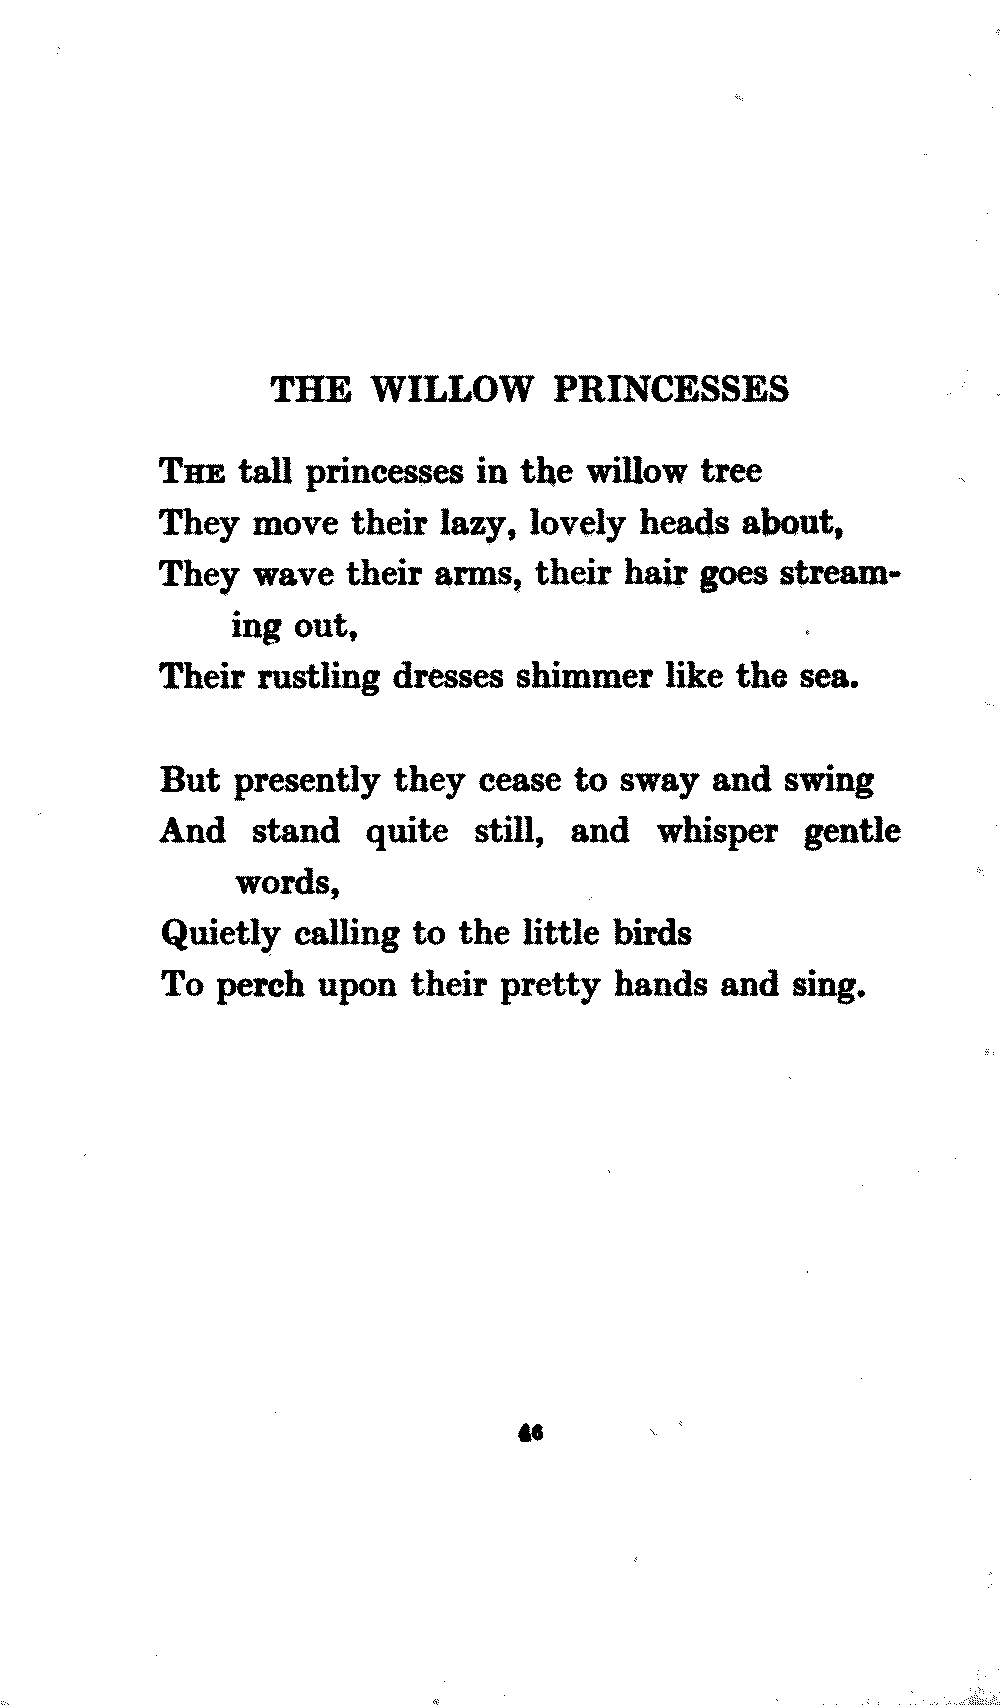 THE WILLOW PRINCESSES
THE tall princesses in the willow tree
They move their lazy, lovely heads about,
They wave their arms, their hair goes stream-
ing out,
Their rustling dresses shimmer like the sea.
But presently they cease to sway and swing
And stand quite still, and whisper gentle
words,
Quietly calling to the little birds
To perch upon their pretty hands and sing.
46